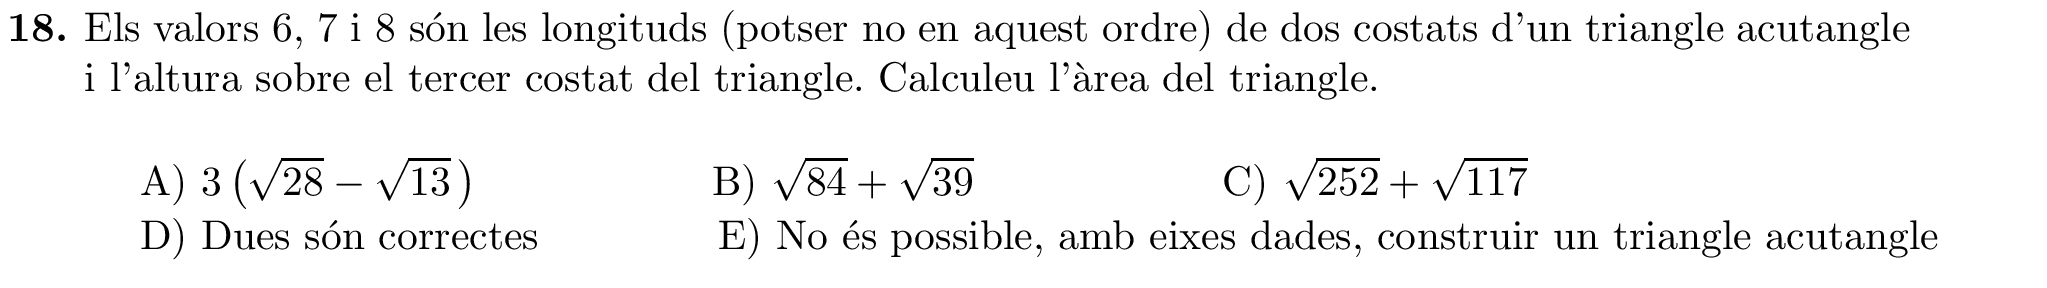 18. Els valors 6, 7 i 8 són les longituds (potser no en aquest ordre) de dos costats d’un triangle acutangle
i l’altura sobre el tercer costat del triangle. Calculeu l’àrea del triangle.
A) 3 (√28 − √13) B) √84 + √39 C) √252 + √117
D) Dues són correctes E) No és possible, amb eixes dades, construir un triangle acutangle